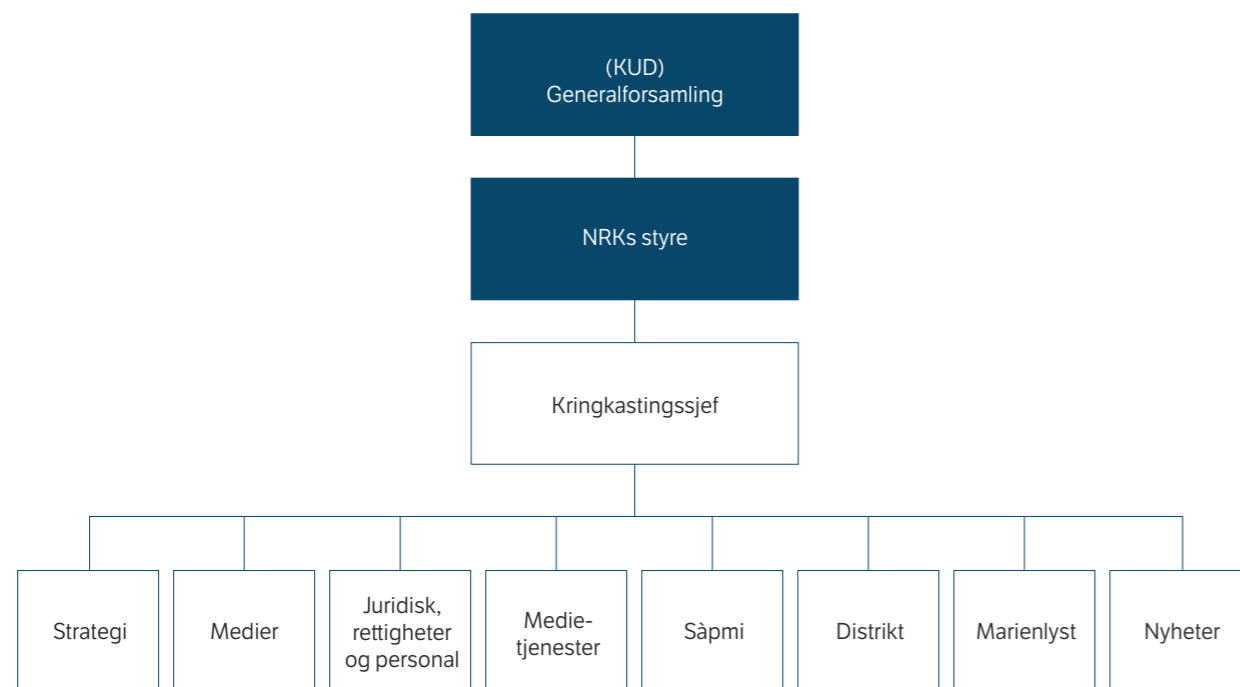 (KUD)
Generalforsamling
NRKs styre
Kringkastingssjef
Strategi
Medier
Juridisk,
rettigheter
og personal
Medie-
tjenester
Sàpmi
Distrikt
Marienlyst
Nyheter